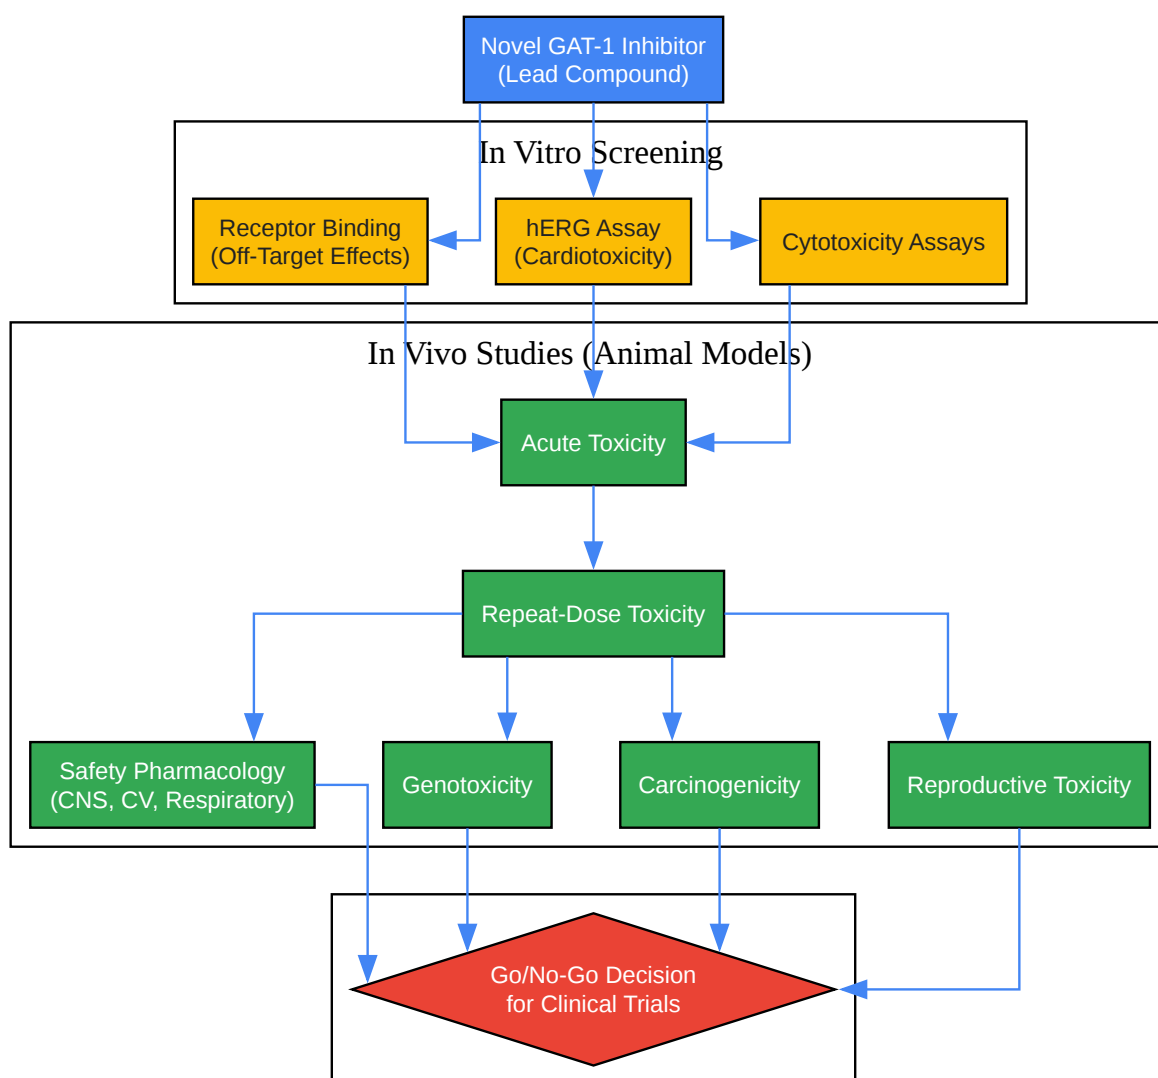 Novel GAT-1 Inhibitor
(Lead Compound)
In Vitro Screening
Receptor Binding
(Off-Target Effects)
hERG Assay
(Cardiotoxicity)
Cytotoxicity Assays
In Vivo Studies (Animal Models)
Acute Toxicity
Repeat-Dose Toxicity
Safety Pharmacology
(CNS, CV, Respiratory)
Genotoxicity
Carcinogenicity
Reproductive Toxicity
Go/No-Go Decision
for Clinical Trials